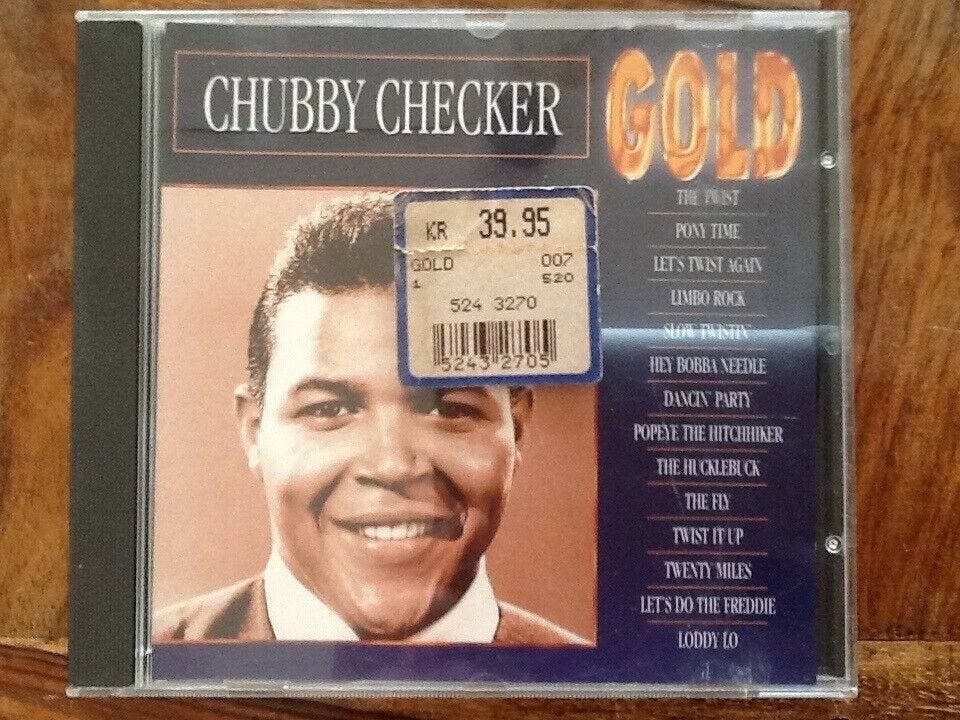 CHUBBY CHECKER
GOLD
THE TWIST
PONY TIME
LET'S TWIST AGAIN
LIMBO ROCK
SLOW TWISTIN'
HEY BOBBA NEEDLE
DANCIN' PARTY
POPEYE THE HITCHHIKER
THE HUCKLEBUCK
THE FLY
TWIST IT UP
TWENTY MILES
LET'S DO THE FREDDIE
LODDY LO
KR 39.95
GOLD 007
1 520
524 3270
5243 2705